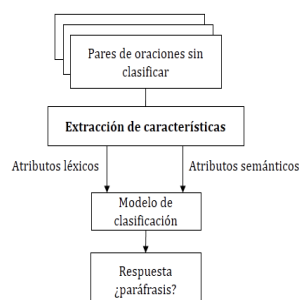 Pares de oraciones sin
clasificar
Extracción de características
Atributos léxicos
Atributos semánticos
Modelo de
clasificación
Respuesta
¿paráfrasis?